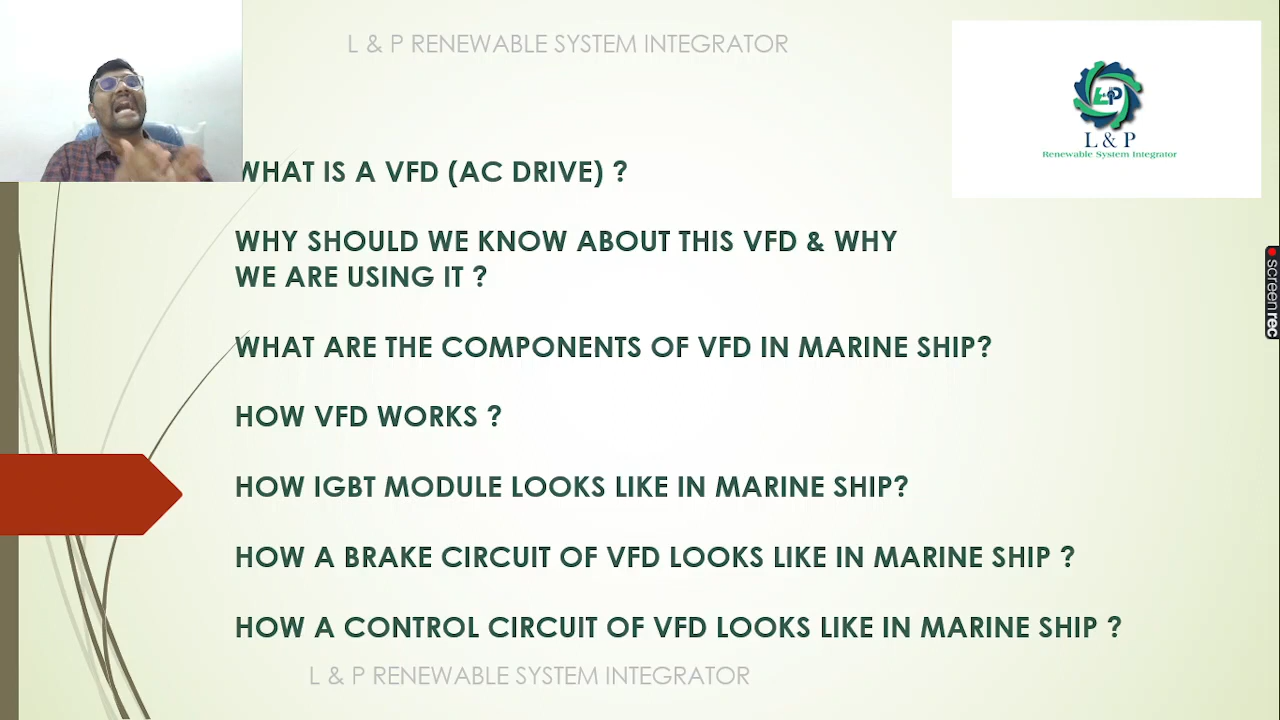 L & P RENEWABLE SYSTEM INTEGRATOR
L&P
L & P
Renewable System Integrator
WHAT IS A VFD (AC DRIVE) ?
WHY SHOULD WE KNOW ABOUT THIS VFD & WHY
WE ARE USING IT ?
WHAT ARE THE COMPONENTS OF VFD IN MARINE SHIP?
HOW VFD WORKS ?
HOW IGBT MODULE LOOKS LIKE IN MARINE SHIP?
HOW A BRAKE CIRCUIT OF VFD LOOKS LIKE IN MARINE SHIP ?
HOW A CONTROL CIRCUIT OF VFD LOOKS LIKE IN MARINE SHIP ?
L & P RENEWABLE SYSTEM INTEGRATOR
screenrec